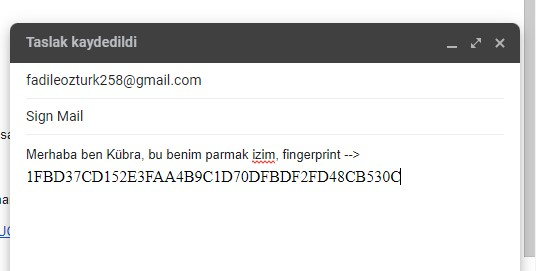 Taslak kaydedildi
fadileozturk258@gmail.com
Sign Mail
Merhaba ben Kübra, bu benim parmak izim, fingerprint -->
1FBD37CD152E3FAA4B9C1D70DFBDF2FD48CB530C